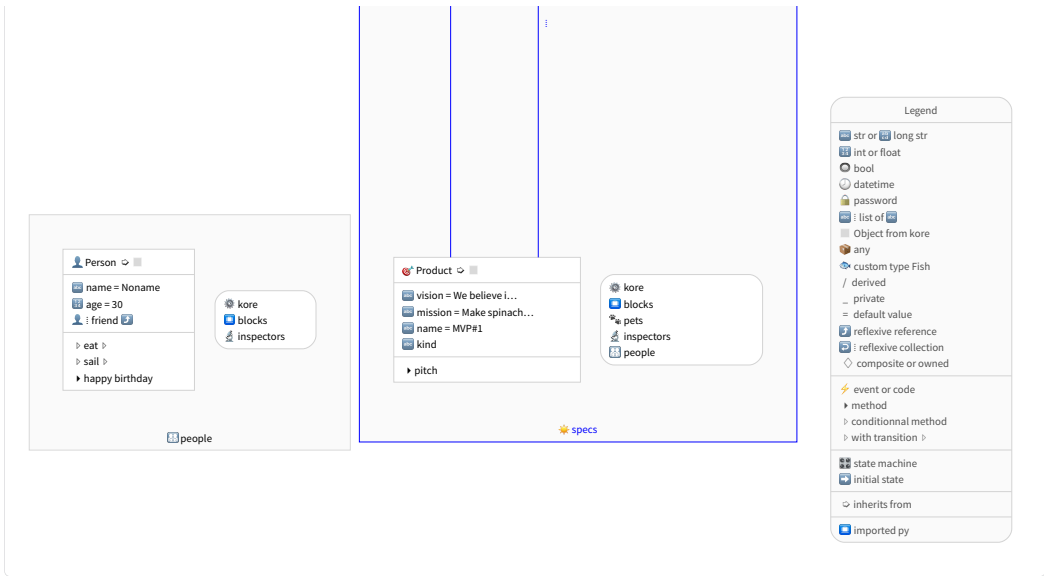 Person
name = Noname
age = 30
friend
eat
sail
happy birthday
kore
blocks
inspectors
people
Product
vision = We believe i...
mission = Make spinach...
name = MVP#1
kind
pitch
kore
blocks
pets
inspectors
people
specs
Legend
str or long str
int or float
bool
datetime
password
list of
Object from kore
any
custom type Fish
/ derived
_ private
= default value
reflexive reference
reflexive collection
composite or owned
event or code
method
conditionnal method
with transition
state machine
initial state
inherits from
imported py